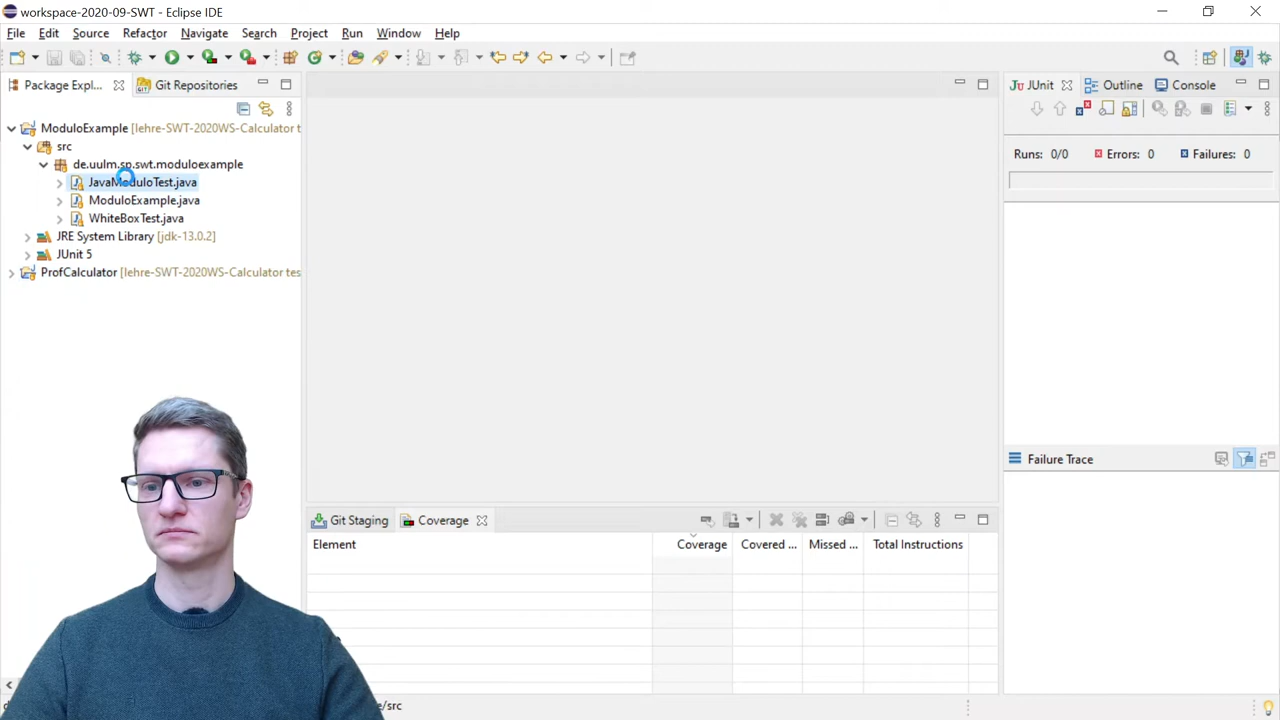 workspace-2020-09-SWT - Eclipse IDE
File Edit Source Refactor Navigate Search Project Run Window Help
Package Expl... Git Repositories
JUnit Outline Console
ModuloExample [lehre-SWT-2020WS-Calculator t
src
de.uulm.sp.swt.moduloexample
JavaModuloTest.java
ModuloExample.java
WhiteBoxTest.java
JRE System Library [jdk-13.0.2]
JUnit 5
ProfCalculator [lehre-SWT-2020WS-Calculator tes
Runs: 0/0 Errors: 0 Failures: 0
Failure Trace
Git Staging Coverage
Element Coverage Covered ... Missed ... Total Instructions